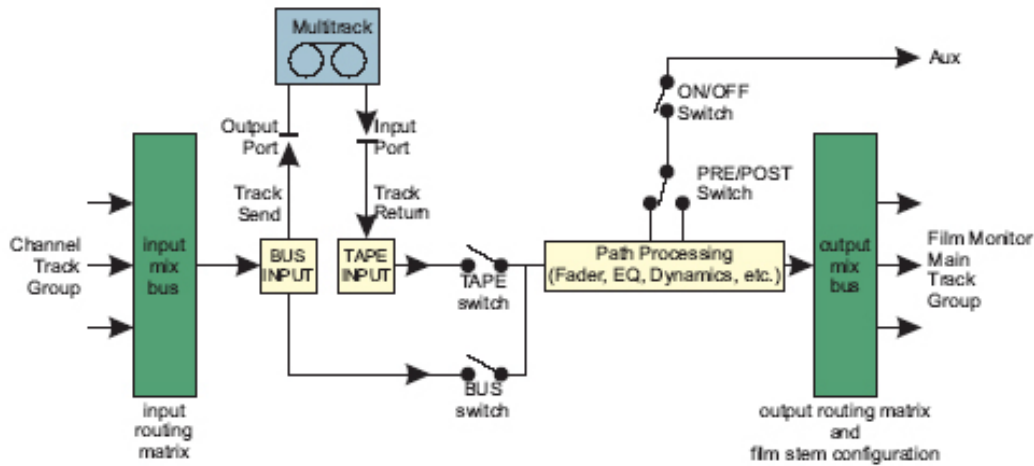 Multitrack
Aux
ON/OFF
Switch
Output
Port
Input
Port
PRE/POST
Switch
Track
Send
Track
Return
Channel
Track
Group
input
mix
bus
BUS
INPUT
TAPE
INPUT
TAPE
switch
Path Processing
(Fader, EQ, Dynamics, etc.)
output
mix
bus
Film Monitor
Main
Track
Group
BUS
switch
input
routing
matrix
output routing matrix
and
film stem configuration